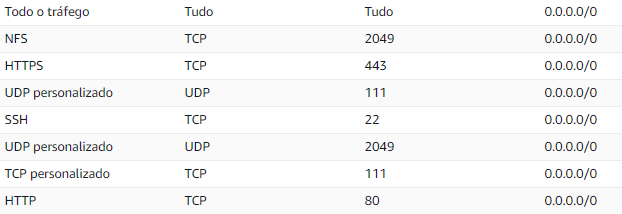 Todo o tráfego Tudo Tudo 0.0.0.0/0
NFS TCP 2049 0.0.0.0/0
HTTPS TCP 443 0.0.0.0/0
UDP personalizado UDP 111 0.0.0.0/0
SSH TCP 22 0.0.0.0/0
UDP personalizado UDP 2049 0.0.0.0/0
TCP personalizado TCP 111 0.0.0.0/0
HTTP TCP 80 0.0.0.0/0